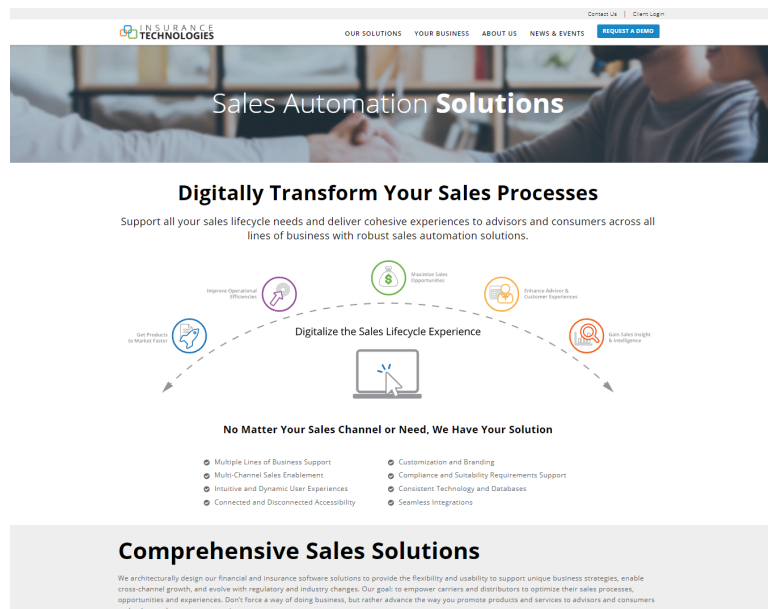 Contact Us | Client Login
INSURANCE
TECHNOLOGIES
OUR SOLUTIONS YOUR BUSINESS ABOUT US NEWS & EVENTS REQUEST A DEMO
Sales Automation Solutions
Digitally Transform Your Sales Processes
Support all your sales lifecycle needs and deliver cohesive experiences to advisors and consumers across all
lines of business with robust sales automation solutions.
Maximize Sales
Opportunities
Improve Operational
Efficiencies
Enhance Advisor &
Customer Experiences
Get Products
to Market Faster
Gain Sales Insight
& Intelligence
Digitalize the Sales Lifecycle Experience
No Matter Your Sales Channel or Need, We Have Your Solution
Multiple Lines of Business Support
Multi-Channel Sales Enablement
Intuitive and Dynamic User Experiences
Connected and Disconnected Accessibility
Customization and Branding
Compliance and Suitability Requirements Support
Consistent Technology and Databases
Seamless Integrations
Comprehensive Sales Solutions
We architecturally design our financial and insurance software solutions to provide the flexibility and usability to support unique business strategies, enable
cross-channel growth, and evolve with regulatory and industry changes. Our goal: to empower carriers and distributors to optimize their sales processes,
opportunities and experiences. Don't force a way of doing business, but rather advance the way you promote products and services to advisors and consumers